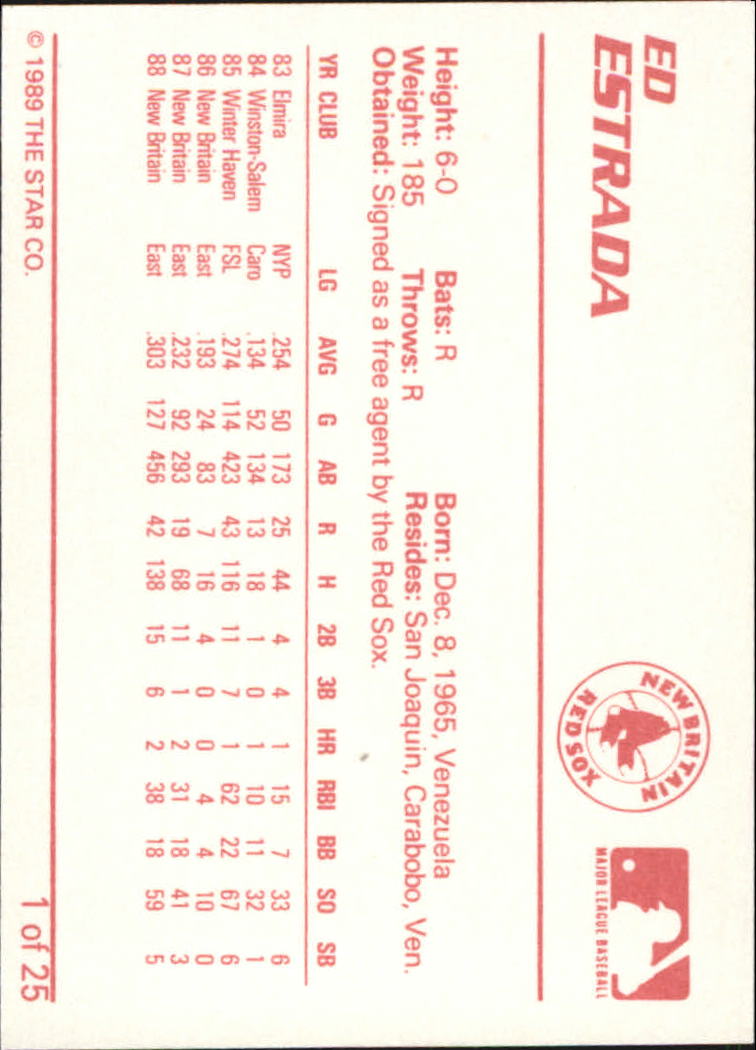 ED
ESTRADA
NEW BRITAIN
RED SOX
MAJOR LEAGUE BASEBALL
Height: 6-0 Bats: R Born: Dec. 8, 1965, Venezuela
Weight: 185 Throws: R Resides: San Joaquin, Carabobo, Ven.
Obtained: Signed as a free agent by the Red Sox.
YR CLUB LG AVG G AB R H 2B 3B HR RBI BB SO SB
83 Elmira NYP .254 50 173 25 44 4 4 1 15 7 33 6
84 Winston-Salem Caro .134 52 134 13 18 1 0 1 10 11 32 1
85 Winter Haven FSL .274 114 423 43 116 11 7 1 62 22 67 6
86 New Britain East .193 24 83 7 16 4 0 0 4 4 10 0
87 New Britain East .232 92 293 19 68 11 1 2 31 18 41 3
88 New Britain East .303 127 456 42 138 15 6 2 38 18 59 5
© 1989 THE STAR CO. 1 of 25